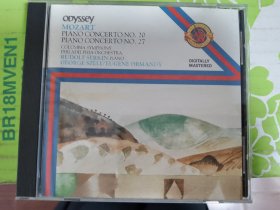 BR18MVEN1
odyssey
MOZART
PIANO CONCERTO NO. 20
PIANO CONCERTO NO. 27
COLUMBIA SYMPHONY
PHILADELPHIA ORCHESTRA
RUDOLF SERKIN, PIANO
GEORGE SZELL/EUGENE ORMANDY
DIGITALLY
MASTERED